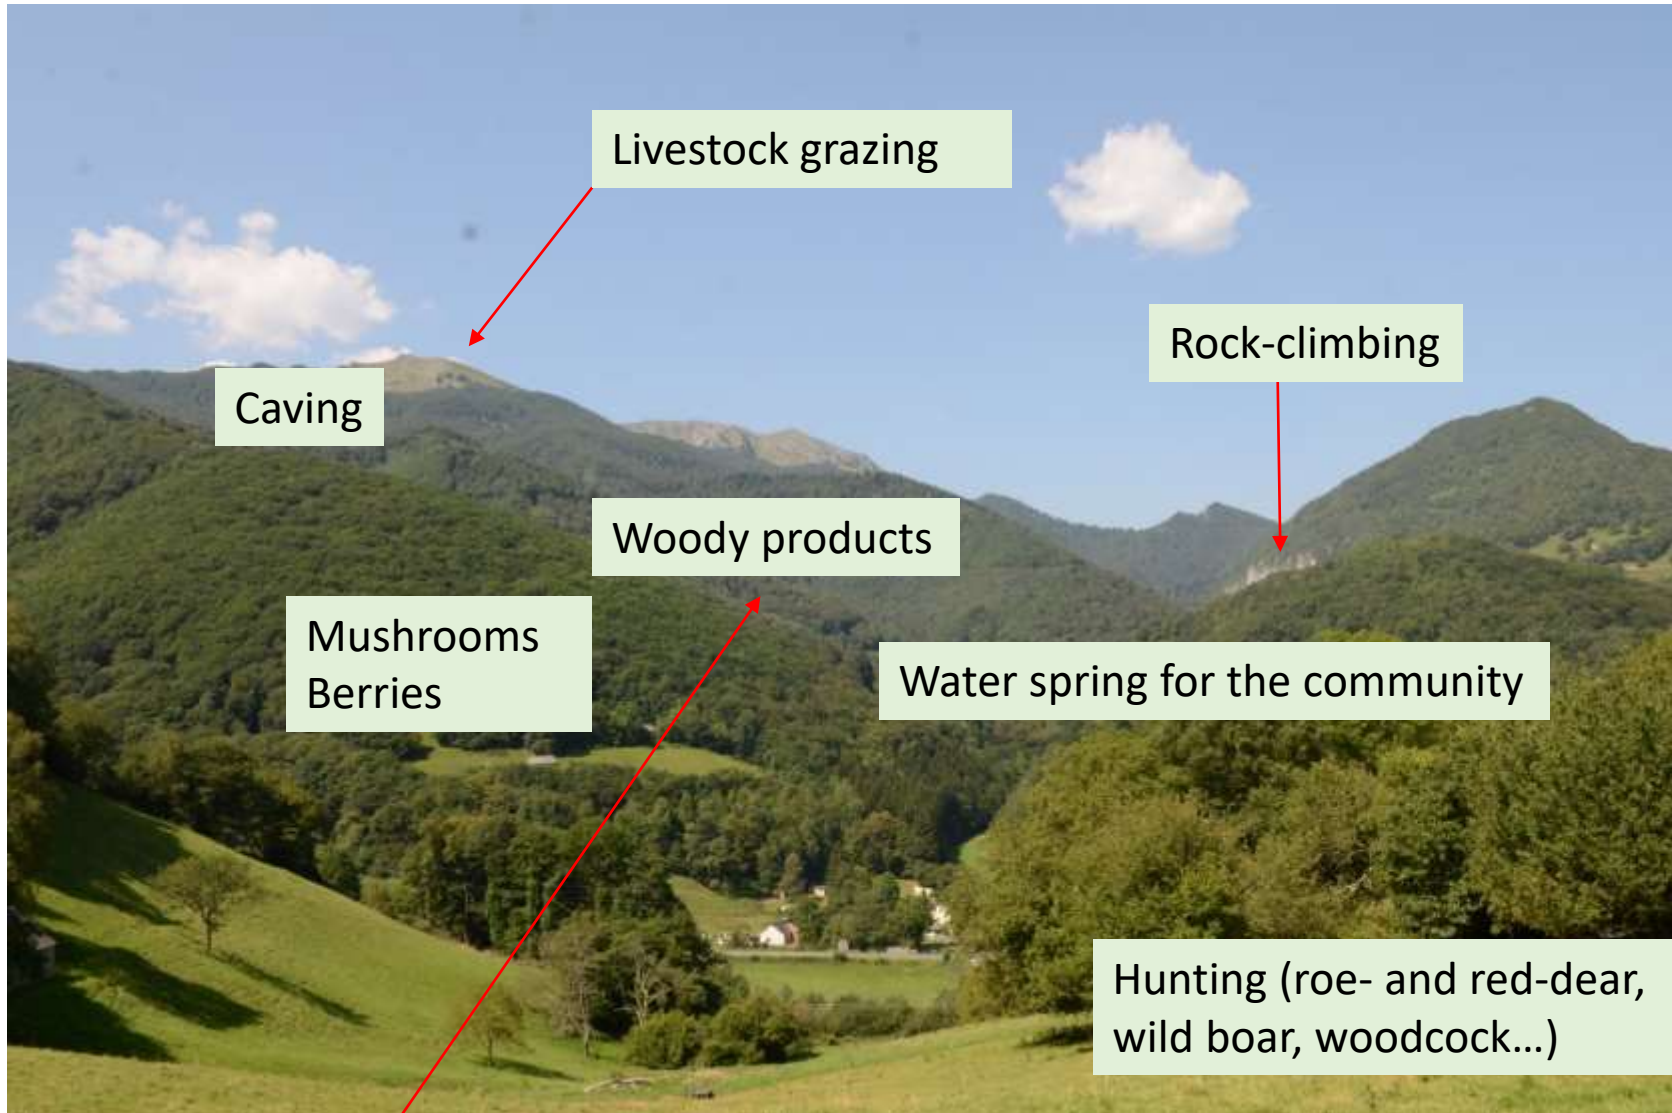 Livestock grazing
Rock-climbing
Caving
Woody products
Mushrooms
Berries
Water spring for the community
Hunting (roe- and red-dear,
wild boar, woodcock...)